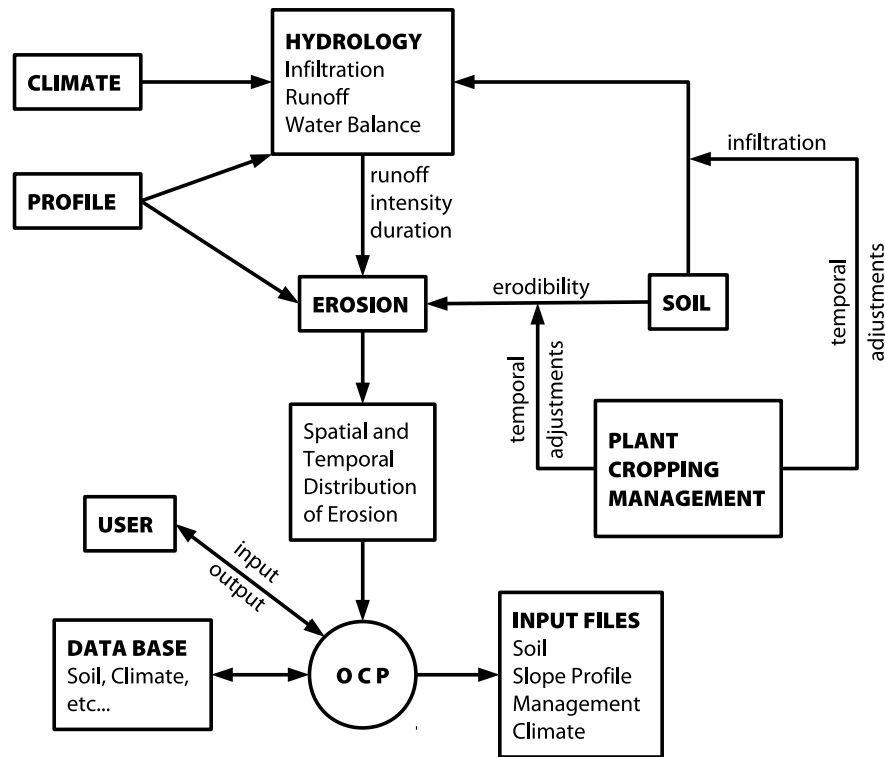 HYDROLOGY
Infiltration
Runoff
Water Balance
CLIMATE
infiltration
PROFILE
runoff
intensity
duration
temporal
adjustments
EROSION
erodibility
SOIL
temporal
adjustments
Spatial and
Temporal
Distribution
of Erosion
PLANT
CROPPING
MANAGEMENT
USER
input
output
DATA BASE
Soil, Climate,
etc...
O C P
INPUT FILES
Soil
Slope Profile
Management
Climate